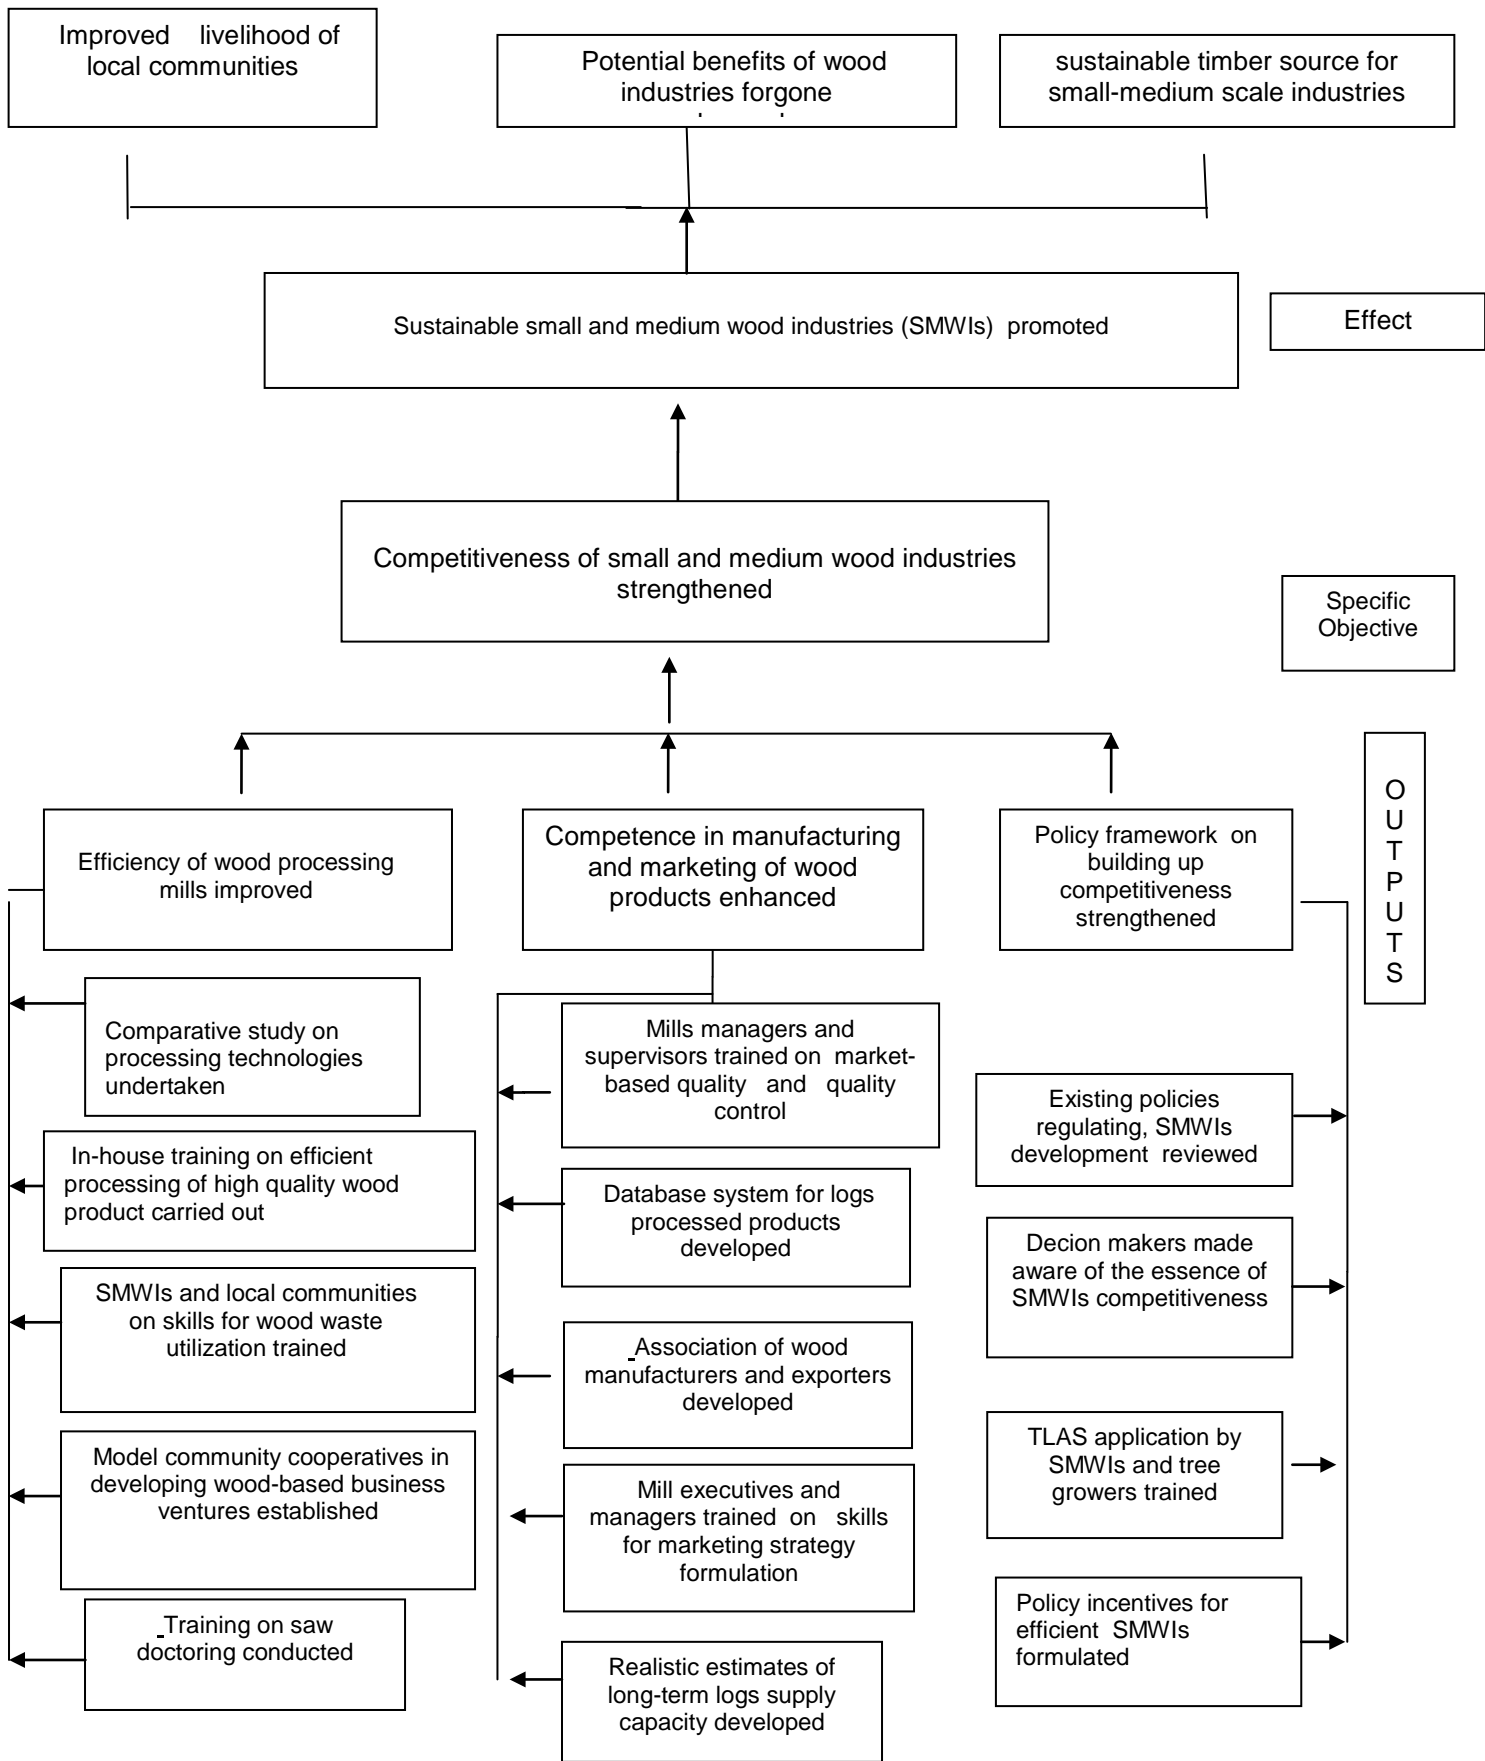 Improved livelihood of
local communities
Potential benefits of wood
industries forgone
sustainable timber source for
small-medium scale industries
Sustainable small and medium wood industries (SMWIs) promoted
Effect
Competitiveness of small and medium wood industries
strengthened
Specific
Objective
Efficiency of wood processing
mills improved
Competence in manufacturing
and marketing of wood
products enhanced
Policy framework on
building up
competitiveness
strengthened
O
U
T
P
U
T
S
Comparative study on
processing technologies
undertaken
In-house training on efficient
processing of high quality wood
product carried out
SMWIs and local communities
on skills for wood waste
utilization trained
Model community cooperatives in
developing wood-based business
ventures established
Training on saw
doctoring conducted
Mills managers and
supervisors trained on market-
based quality and quality
control
Database system for logs
processed products
developed
Association of wood
manufacturers and exporters
developed
Mill executives and
managers trained on skills
for marketing strategy
formulation
Realistic estimates of
long-term logs supply
capacity developed
Existing policies
regulating, SMWIs
development reviewed
Decion makers made
aware of the essence of
SMWIs competitiveness
TLAS application by
SMWIs and tree
growers trained
Policy incentives for
efficient SMWIs
formulated